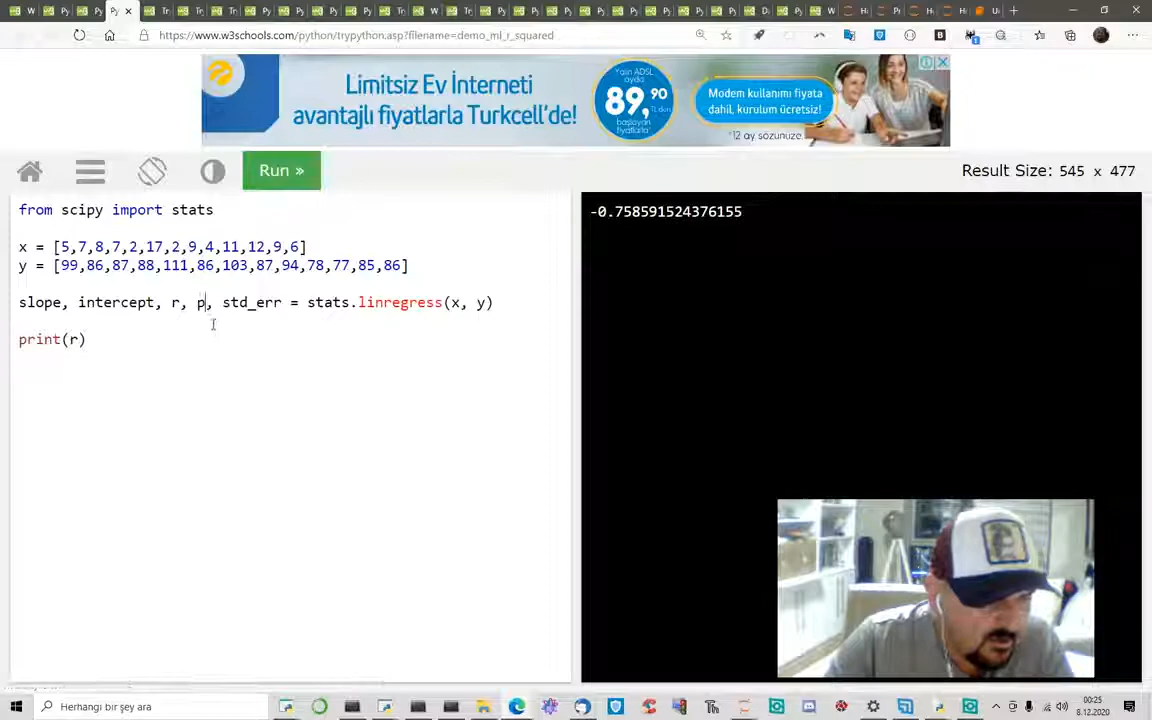 https://www.w3schools.com/python/trypython.asp?filename=demo_ml_r_squared
Limitsiz Ev İnterneti
avantajlı fiyatlarla Turkcell'de!
89,90
Modem kullanımı fiyata
dahil, kurulum ücretsiz!
*12 ay sözünüze.
Run »
Result Size: 545 x 477
from scipy import stats
x = [5,7,8,7,2,17,2,9,4,11,12,9,6]
y = [99,86,87,88,111,86,103,87,94,78,77,85,86]
slope, intercept, r, p, std_err = stats.linregress(x, y)
print(r)
-0.758591524376155
Herhangi bir şey ara
00:25
8.12.2020